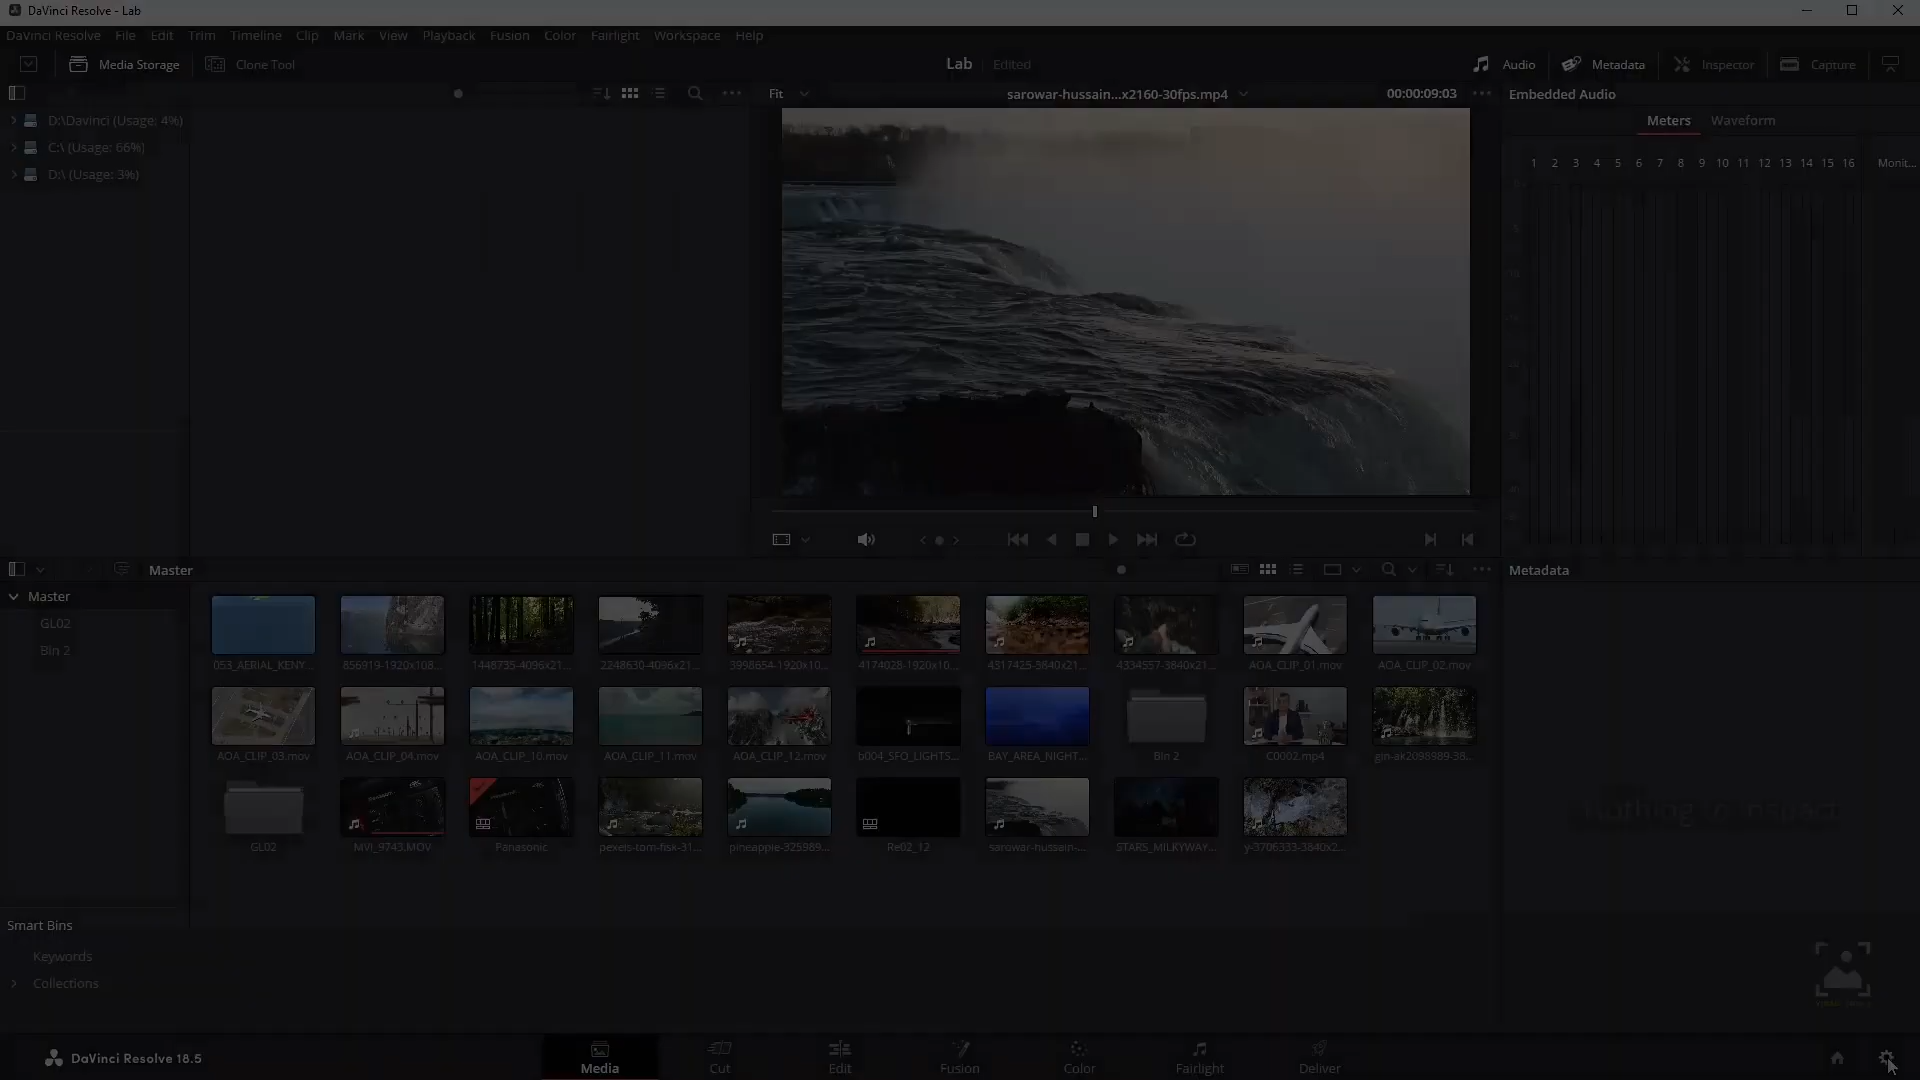 DaVinci Resolve - Lab
DaVinci Resolve File Edit Trim Timeline Clip Mark View Playback Fusion Color Fairlight Workspace Help
Media Storage Clone Tool Lab Edited Audio Metadata Inspector Capture
Fit sarowar-hussain...x2160-30fps.mp4 00:00:09:03 Embedded Audio
D:\Davinci (Usage: 4%) Meters Waveform
C:\ (Usage: 66%)
1 2 3 4 5 6 7 8 9 10 11 12 13 14 15 16 Monit...
D:\ (Usage: 3%)
Master Metadata
Master
GL02
Bin 2
053_AERIAL_KENY... 856919-1920x108... 1448735-4096x21... 2248630-4096x21... 3998654-1920x10... 4174028-1920x10... 4317425-3840x21... 4334557-3840x21... AOA_CLIP_01.mov AOA_CLIP_02.mov
AOA_CLIP_03.mov AOA_CLIP_04.mov AOA_CLIP_10.mov AOA_CLIP_11.mov AOA_CLIP_12.mov b004_SFO_LIGHTS... BAY_AREA_NIGHT... Bin 2 C0002.mp4 gin-ak2098989-38...
GL02 MVI_9743.MOV Panasonic pexels-tom-fisk-31... pineapple-325989... Re02_12 sarowar-hussain-... STARS_MILKYWAY... y-3706333-3840x2...
Nothing to inspect
Smart Bins
Keywords
Collections
DaVinci Resolve 18.5 Media Cut Edit Fusion Color Fairlight Deliver